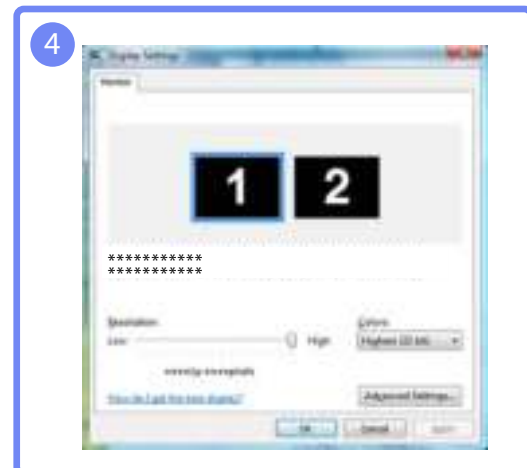 4
Display Settings
Monitor
1 2
***********
***********
Resolution:
Low
High
Colors:
Highest (32 bit)
How do I get the best display?
Advanced Settings...
OK
Cancel
Apply